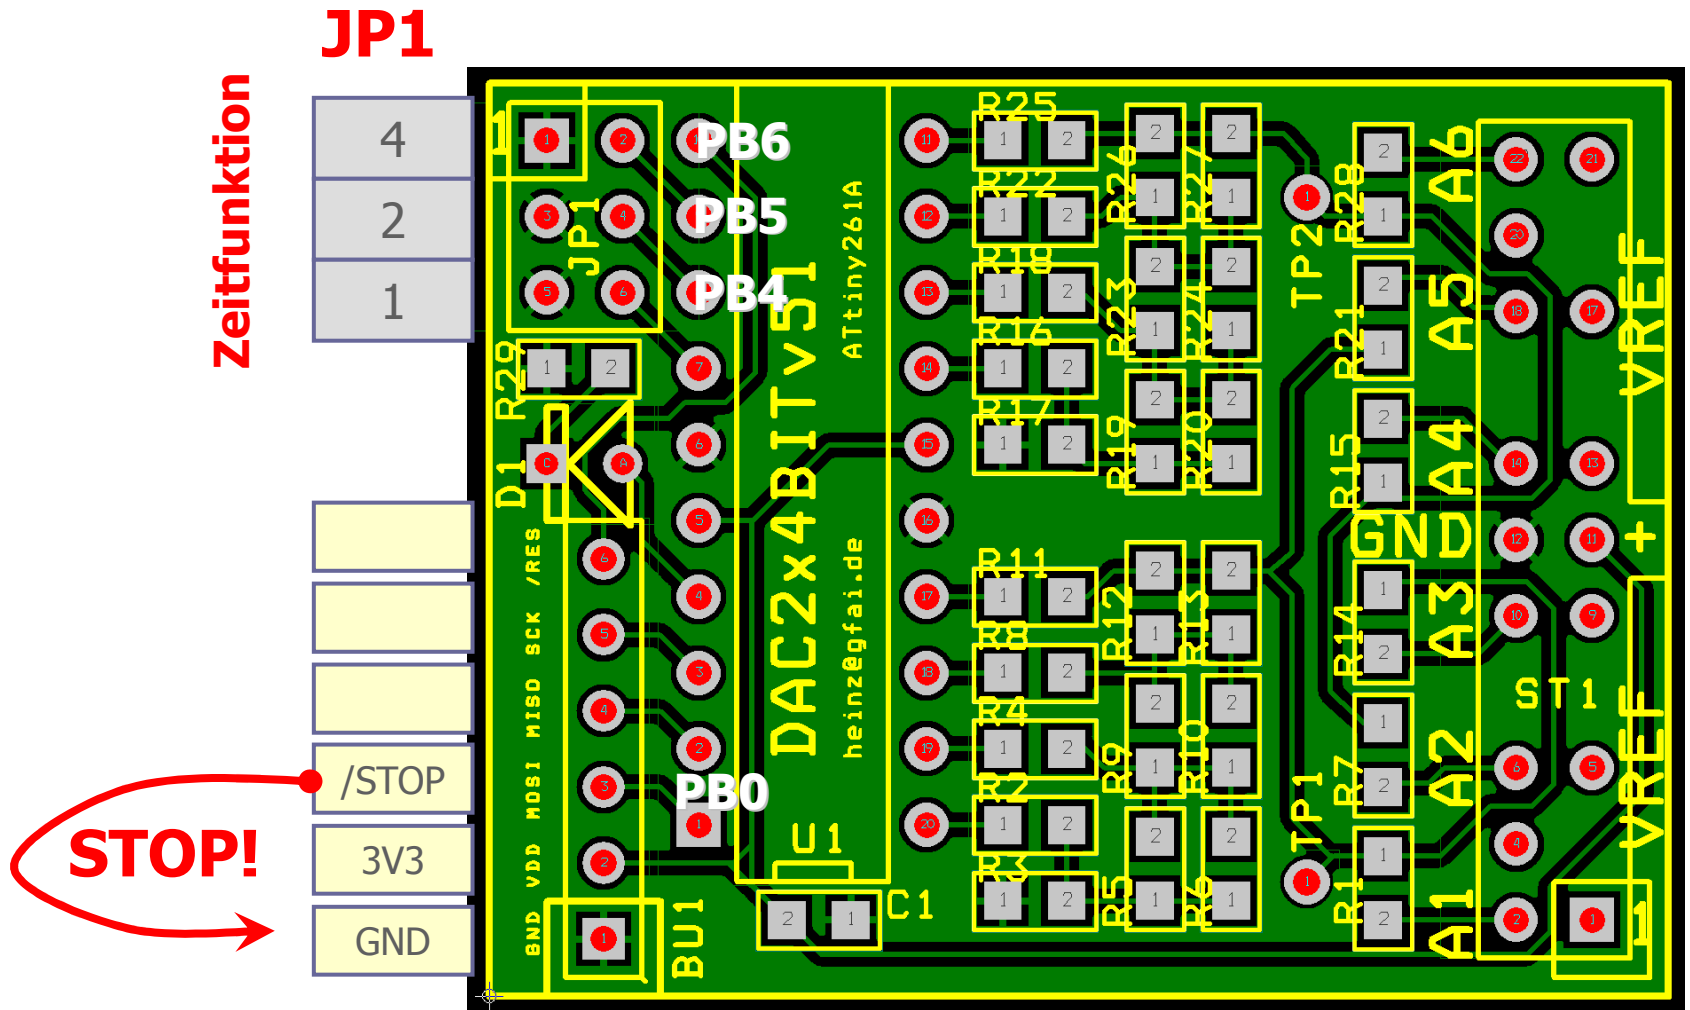 JP1
Zeitfunktion
4
2
1
/STOP
3V3
GND
STOP!
1
JP1
PB6
PB5
PB4
PB0
R29
D1
C
A
/RES
SCK
MISO
MOSI
VDD
GND
BU1
C1
U1
DAC2x4BITv51
ATtiny261A
heinz@gfai.de
R25
R22
R18
R16
R17
R11
R8
R4
R2
R3
R26
R27
R23
R24
R19
R20
R12
R13
R9
R10
R5
R6
TP2
TP1
R28
R21
R15
R14
R7
R1
A6
A5
A4
GND
A3
A2
A1
VREF
+
ST1
VREF
1